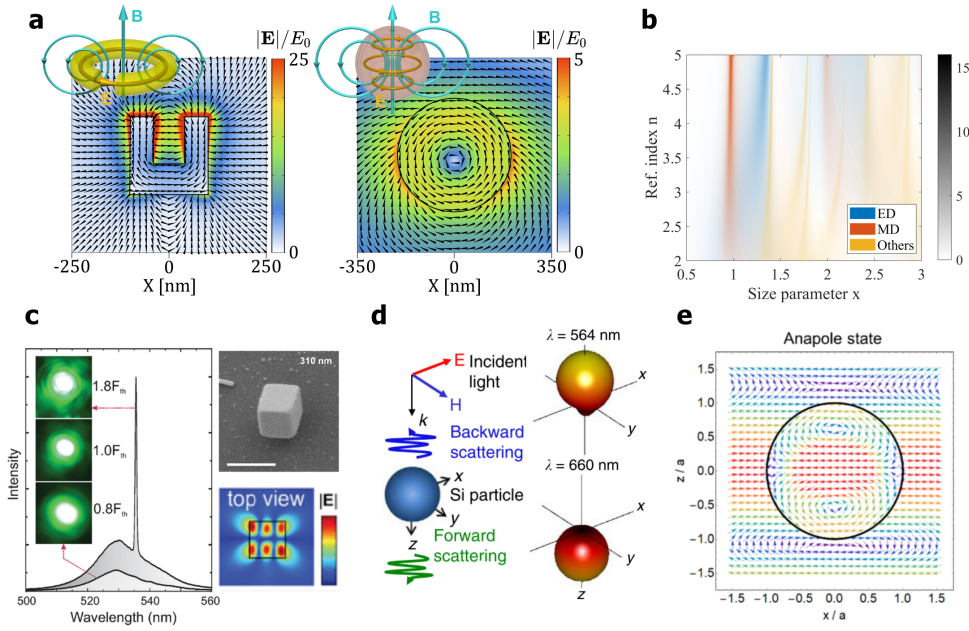 a
B
E
|E|/E0
25
0
-250
0
250
X [nm]
B
E
|E|/E0
5
0
-350
0
350
X [nm]
b
Ref. index n
5
4.5
4
3.5
3
2.5
2
0.5
1
1.5
2
2.5
3
Size parameter x
ED
MD
Others
15
10
5
0
c
Intensity
1.8Fth
1.0Fth
0.8Fth
500
520
540
560
Wavelength (nm)
310 nm
top view
|E|
d
E Incident
light
H
k
Backward
scattering
x
Si particle
y
z
Forward
scattering
λ = 564 nm
x
y
λ = 660 nm
x
y
z
e
Anapole state
z / a
1.5
1.0
0.5
0.0
-0.5
-1.0
-1.5
-1.5
-1.0
-0.5
0.0
0.5
1.0
1.5
x / a